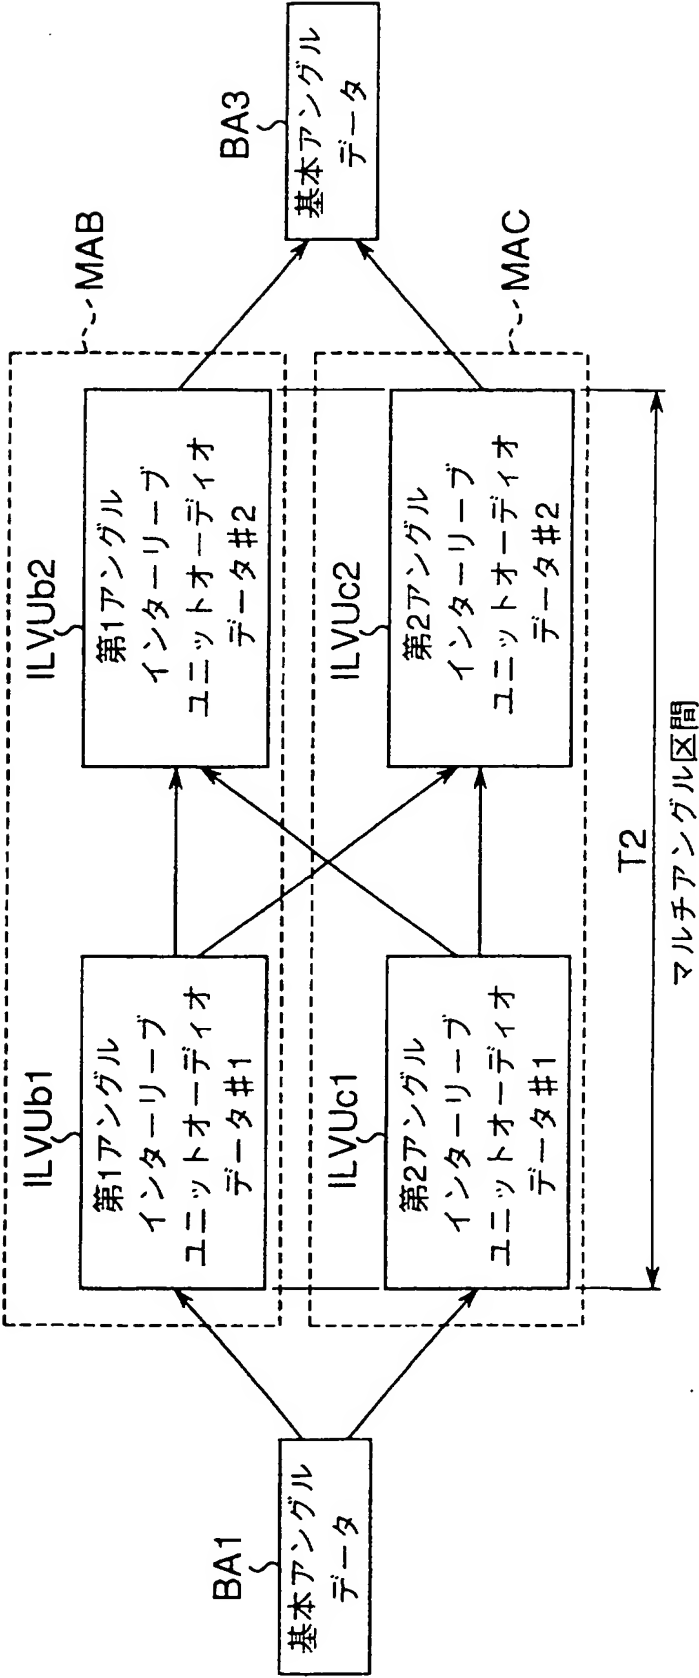 BA1
基本アングル
データ
MAB
ILVUb1
第1アングル
インターリーブ
ユニットオーディオ
データ#1
ILVUb2
第1アングル
インターリーブ
ユニットオーディオ
データ#2
MAC
ILVUc1
第2アングル
インターリーブ
ユニットオーディオ
データ#1
ILVUc2
第2アングル
インターリーブ
ユニットオーディオ
データ#2
BA3
基本アングル
データ
T2
マルチアングル区間